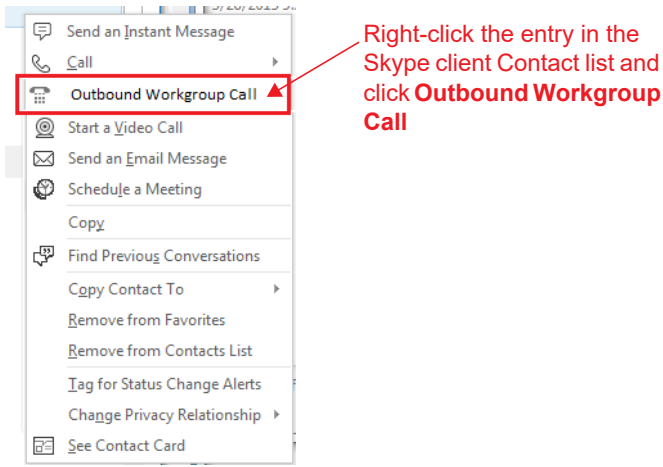 Send an Instant Message
Call
Outbound Workgroup Call
Start a Video Call
Send an Email Message
Schedule a Meeting
Copy
Find Previous Conversations
Copy Contact To
Remove from Favorites
Remove from Contacts List
Tag for Status Change Alerts
Change Privacy Relationship
See Contact Card
Right-click the entry in the
Skype client Contact list and
click Outbound Workgroup
Call